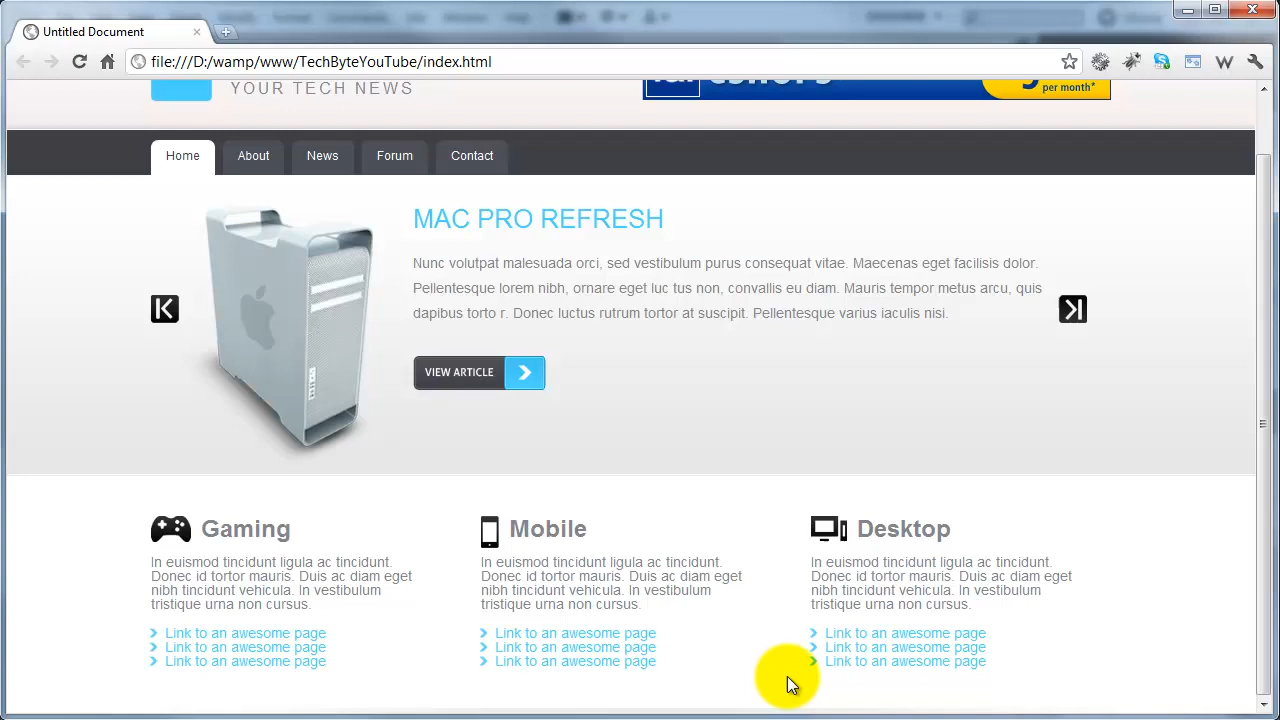 Untitled Document
file:///D:/wamp/www/TechByteYouTube/index.html
YOUR TECH NEWS
per month*
Home About News Forum Contact
MAC PRO REFRESH
Nunc volutpat malesuada orci, sed vestibulum purus consequat vitae. Maecenas eget facilisis dolor.
Pellentesque lorem nibh, ornare eget luc tus non, convallis eu diam. Mauris tempor metus arcu, quis
dapibus torto r. Donec luctus rutrum tortor at suscipit. Pellentesque varius iaculis nisi.
VIEW ARTICLE
Gaming
In euismod tincidunt ligula ac tincidunt.
Donec id tortor mauris. Duis ac diam eget
nibh tincidunt vehicula. In vestibulum
tristique urna non cursus.
Link to an awesome page
Link to an awesome page
Link to an awesome page
Mobile
In euismod tincidunt ligula ac tincidunt.
Donec id tortor mauris. Duis ac diam eget
nibh tincidunt vehicula. In vestibulum
tristique urna non cursus.
Link to an awesome page
Link to an awesome page
Link to an awesome page
Desktop
In euismod tincidunt ligula ac tincidunt.
Donec id tortor mauris. Duis ac diam eget
nibh tincidunt vehicula. In vestibulum
tristique urna non cursus.
Link to an awesome page
Link to an awesome page
Link to an awesome page